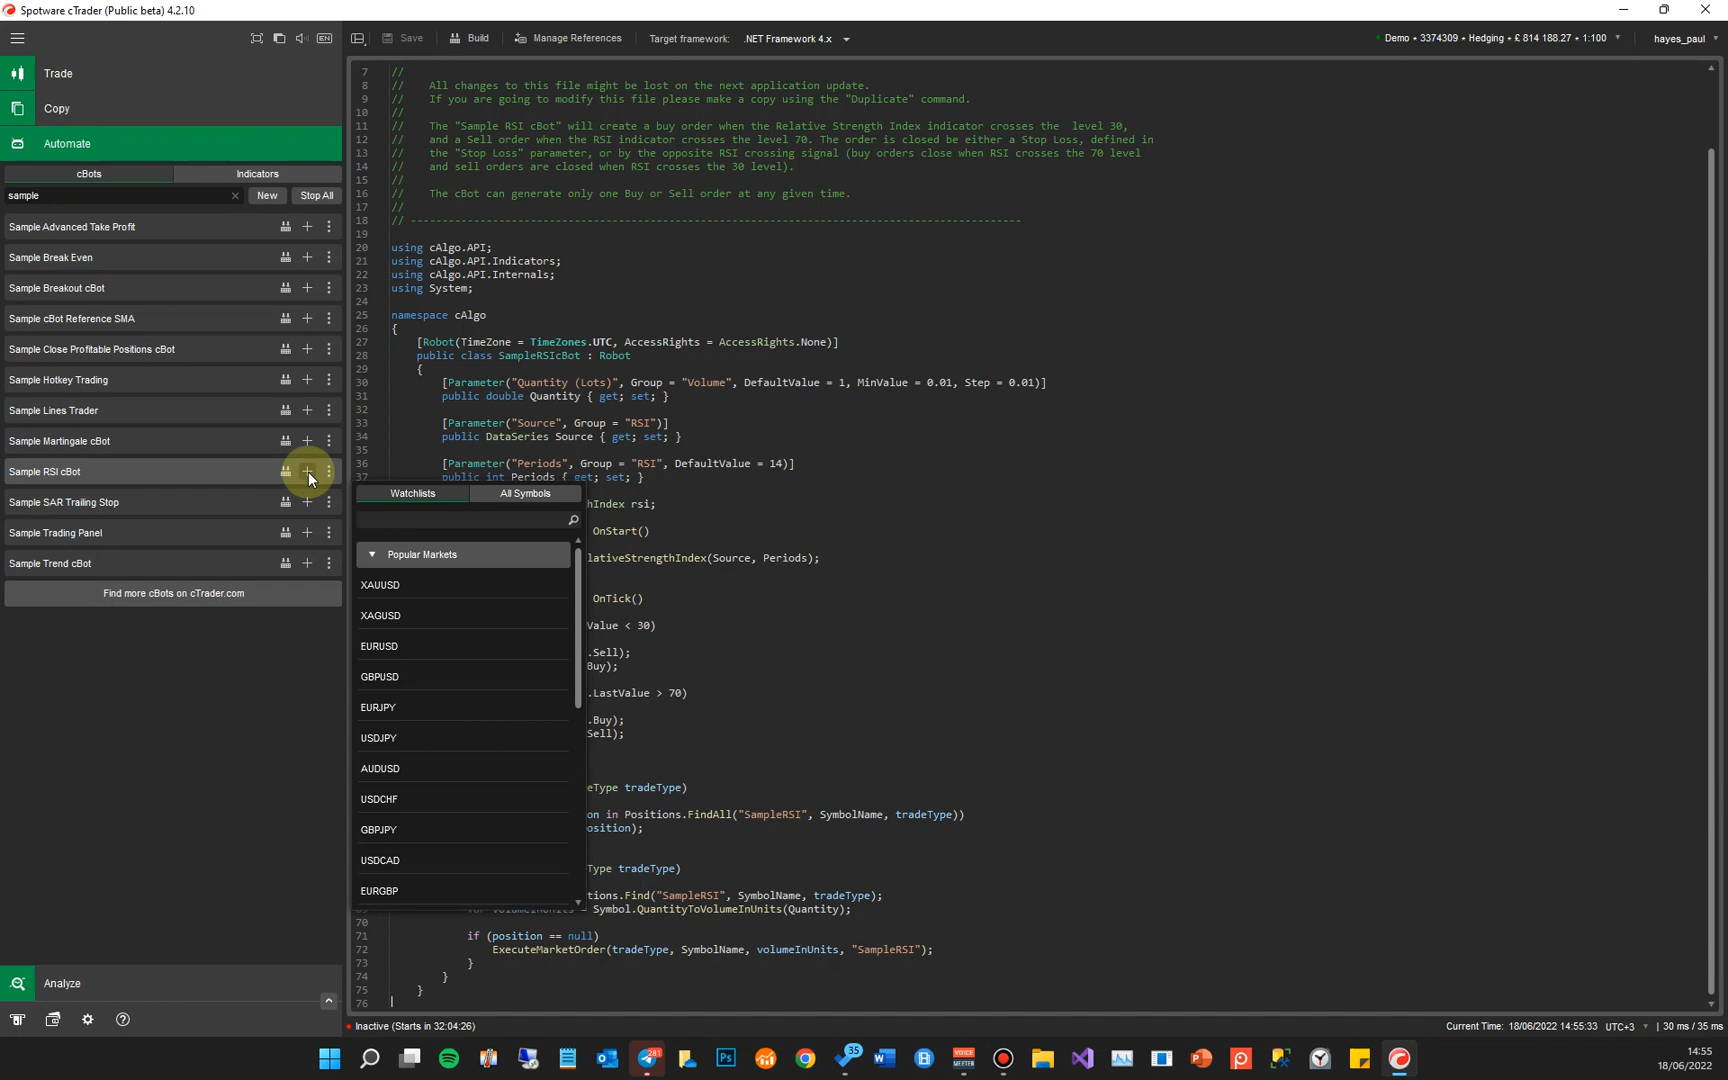 Spotware cTrader (Public beta) 4.2.10
EN
Save
Build
Manage References
Target framework: .NET Framework 4.x
Demo • 3374309 • Hedging • £ 814 188.27 • 1:100
hayes_paul
Trade
Copy
Automate
cBots
Indicators
sample
New
Stop All
Sample Advanced Take Profit
Sample Break Even
Sample Breakout cBot
Sample cBot Reference SMA
Sample Close Profitable Positions cBot
Sample Hotkey Trading
Sample Lines Trader
Sample Martingale cBot
Sample RSI cBot
Sample SAR Trailing Stop
Sample Trading Panel
Sample Trend cBot
Find more cBots on cTrader.com
Analyze
7 //
8 // All changes to this file might be lost on the next application update.
9 // If you are going to modify this file please make a copy using the "Duplicate" command.
10 //
11 // The "Sample RSI cBot" will create a buy order when the Relative Strength Index indicator crosses the level 30,
12 // and a Sell order when the RSI indicator crosses the level 70. The order is closed be either a Stop Loss, defined in
13 // the "Stop Loss" parameter, or by the opposite RSI crossing signal (buy orders close when RSI crosses the 70 level
14 // and sell orders are closed when RSI crosses the 30 level).
15 //
16 // The cBot can generate only one Buy or Sell order at any given time.
17 //
18 // -------------------------------------------------------------------------------------------------
19
20 using cAlgo.API;
21 using cAlgo.API.Indicators;
22 using cAlgo.API.Internals;
23 using System;
24
25 namespace cAlgo
26 {
27 [Robot(TimeZone = TimeZones.UTC, AccessRights = AccessRights.None)]
28 public class SampleRSIcBot : Robot
29 {
30 [Parameter("Quantity (Lots)", Group = "Volume", DefaultValue = 1, MinValue = 0.01, Step = 0.01)]
31 public double Quantity { get; set; }
32
33 [Parameter("Source", Group = "RSI")]
34 public DataSeries Source { get; set; }
35
36 [Parameter("Periods", Group = "RSI", DefaultValue = 14)]
37 public int Periods { get; set; }
Watchlists
All Symbols
Popular Markets
XAUUSD
XAGUSD
EURUSD
GBPUSD
EURJPY
USDJPY
AUDUSD
USDCHF
GBPJPY
USDCAD
EURGBP
hIndex rsi;
OnStart()
lativeStrengthIndex(Source, Periods);
OnTick()
Value < 30)
.Sell);
Buy);
.LastValue > 70)
.Buy);
Sell);
eType tradeType)
on in Positions.FindAll("SampleRSI", SymbolName, tradeType))
osition);
Type tradeType)
tions.Find("SampleRSI", SymbolName, tradeType);
Symbol.QuantityToVolumeInUnits(Quantity);
70
71 if (position == null)
72 ExecuteMarketOrder(tradeType, SymbolName, volumeInUnits, "SampleRSI");
73 }
74 }
75 }
76
Inactive (Starts in 32:04:26)
Current Time: 18/06/2022 14:55:33 UTC+3 | 30 ms / 35 ms
281
35
VOICE
MEETER
14:55
18/06/2022